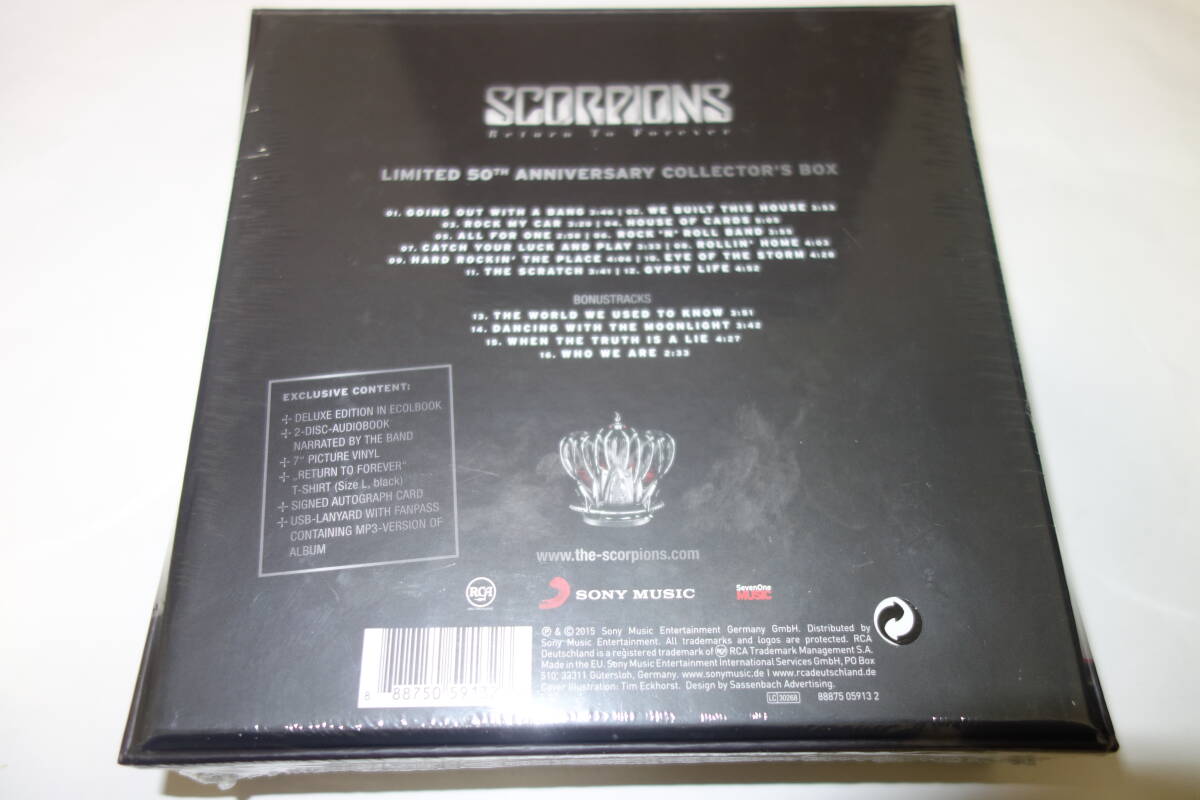 SCORPIONS
Return To Forever
LIMITED 50TH ANNIVERSARY COLLECTOR'S BOX
01. GOING OUT WITH A BANG 3:46 | 02. WE BUILT THIS HOUSE 3:53
03. ROCK MY CAR 3:20 | 04. HOUSE OF CARDS 5:05
05. ALL FOR ONE 2:58 | 06. ROCK 'N' ROLL BAND 3:55
07. CATCH YOUR LUCK AND PLAY 3:33 | 08. ROLLIN' HOME 4:03
09. HARD ROCKIN' THE PLACE 4:06 | 10. EYE OF THE STORM 4:28
11. THE SCRATCH 3:41 | 12. GYPSY LIFE 4:52
BONUSTRACKS
13. THE WORLD WE USED TO KNOW 3:51
14. DANCING WITH THE MOONLIGHT 3:42
15. WHEN THE TRUTH IS A LIE 4:27
16. WHO WE ARE 2:33
EXCLUSIVE CONTENT:
DELUXE EDITION IN ECOLBOOK
2-DISC-AUDIOBOOK
NARRATED BY THE BAND
7" PICTURE VINYL
„RETURN TO FOREVER"
T-SHIRT (Size L, black)
SIGNED AUTOGRAPH CARD
USB-LANYARD WITH FANPASS
CONTAINING MP3-VERSION OF
ALBUM
www.the-scorpions.com
RCA
SONY MUSIC
SevenOne
MUSIC
℗ & ©2015 Sony Music Entertainment Germany GmbH. Distributed by
Sony Music Entertainment. All trademarks and logos are protected. RCA
Deutschland is a registered trademark of RCA Trademark Management S.A.
Made in the EU. Sony Music Entertainment International Services GmbH, PO Box
510, 33311 Gütersloh, Germany. www.sonymusic.de | www.rcadeutschland.de
Cover Illustration: Tim Eckhorst. Design by Sassenbach Advertising.
LC 30268
88875 05913 2
8 88750 59132